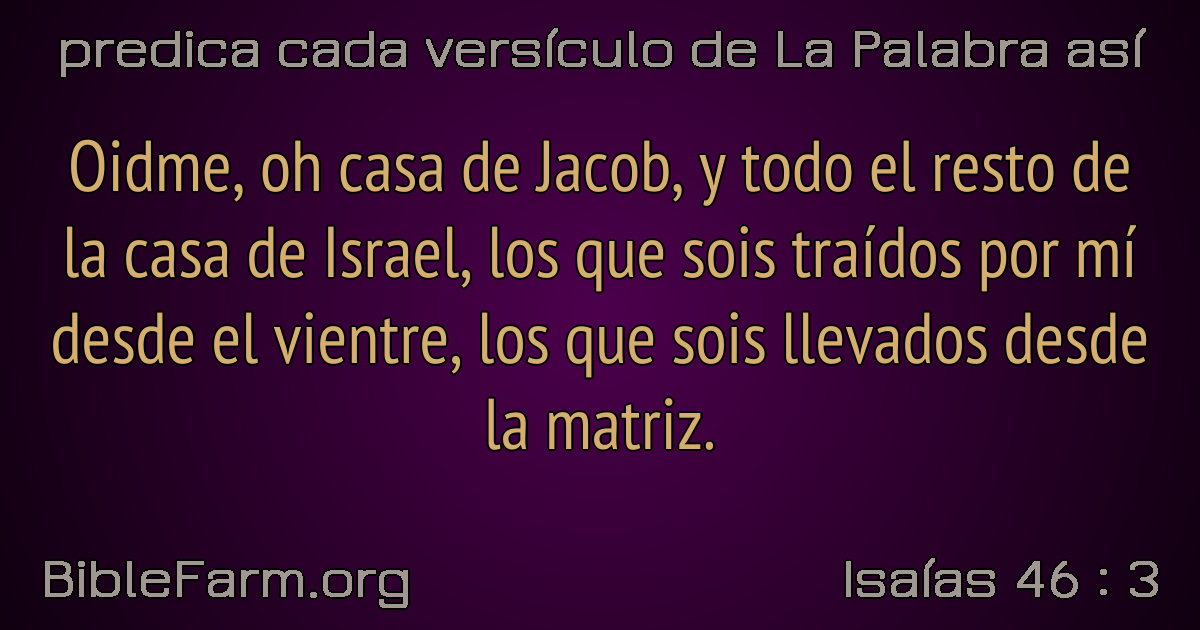 predica cada versículo de La Palabra así
Oidme, oh casa de Jacob, y todo el resto de
la casa de Israel, los que sois traídos por mí
desde el vientre, los que sois llevados desde
la matriz.
BibleFarm.org
Isaías 46 : 3